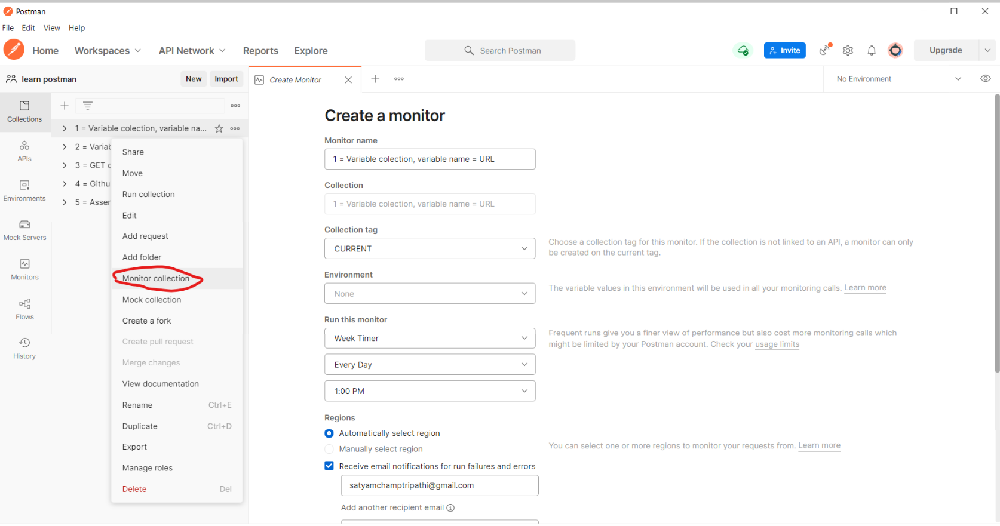 Postman
File Edit View Help
Home Workspaces API Network Reports Explore Search Postman Invite Upgrade
learn postman New Import Create Monitor No Environment
Collections
APIs
Environments
Mock Servers
Monitors
Flows
History
1 = Variable colection, variable na...
2 = Variab
3 = GET c
4 = Githu
5 = Asser
Share
Move
Run collection
Edit
Add request
Add folder
Monitor collection
Mock collection
Create a fork
Create pull request
Merge changes
View documentation
Rename Ctrl+E
Duplicate Ctrl+D
Export
Manage roles
Delete Del
Create a monitor
Monitor name
1 = Variable colection, variable name = URL
Collection
1 = Variable colection, variable name = URL
Collection tag
CURRENT
Choose a collection tag for this monitor. If the collection is not linked to an API, a monitor can only
be created on the current tag.
Environment
None
The variable values in this environment will be used in all your monitoring calls. Learn more
Run this monitor
Week Timer
Every Day
1:00 PM
Frequent runs give you a finer view of performance but also cost more monitoring calls which
might be limited by your Postman account. Check your usage limits
Regions
Automatically select region
Manually select region
You can select one or more regions to monitor your requests from. Learn more
Receive email notifications for run failures and errors
satyamchamptripathi@gmail.com
Add another recipient email